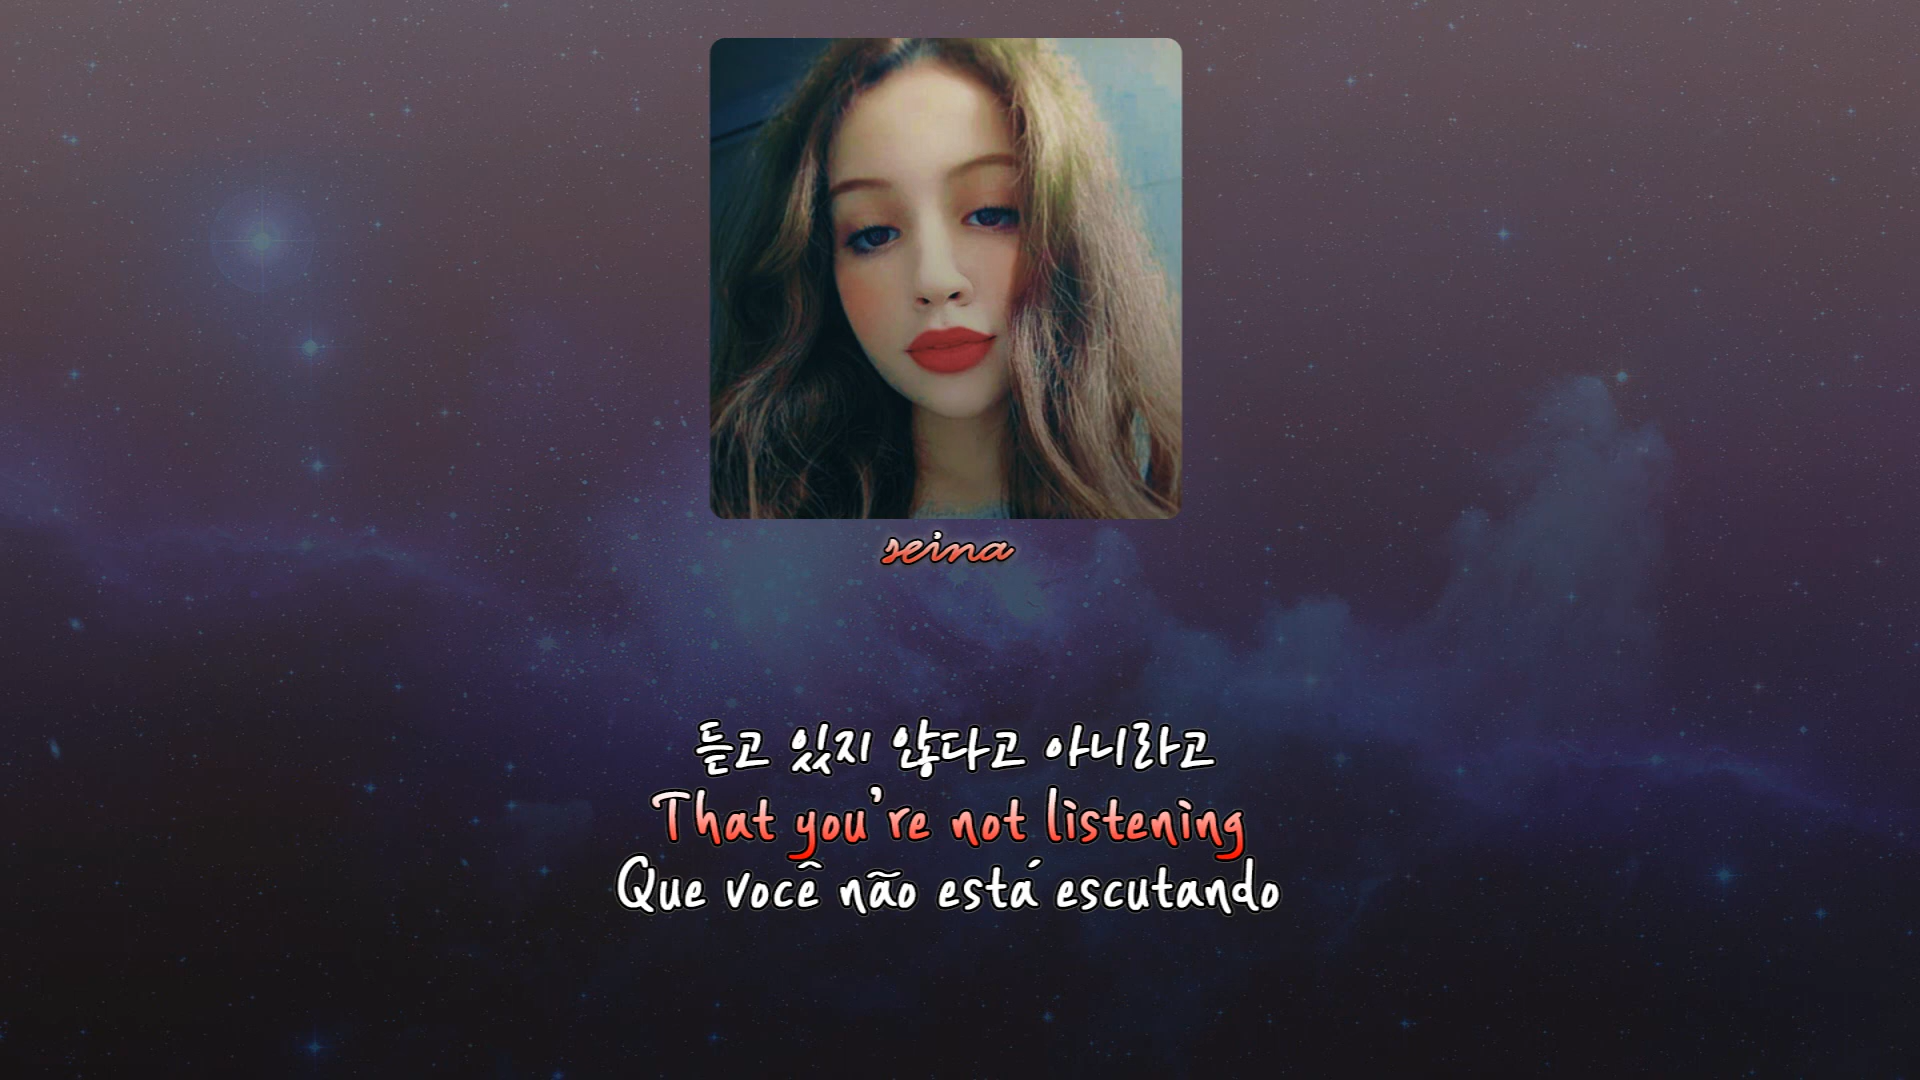 seina
듣고 있지 않다고 아니라고
That you're not listening
Que você não está escutando